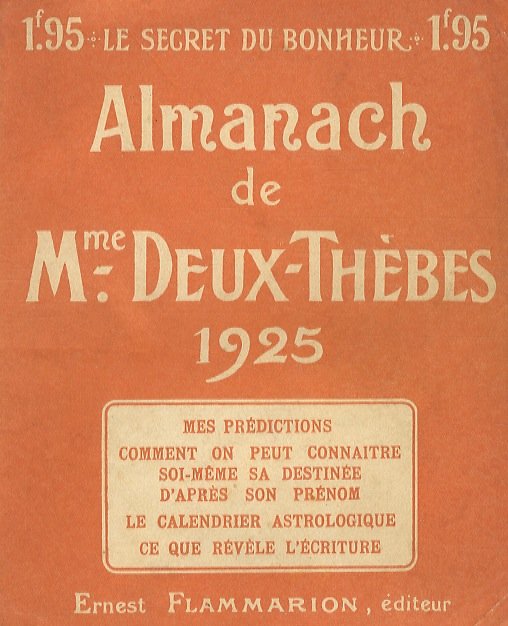 1f.95 LE SECRET DU BONHEUR 1f.95
Almanach
de
Mme. DEUX-THÈBES
1925
MES PRÉDICTIONS
COMMENT ON PEUT CONNAITRE
SOI-MÊME SA DESTINÉE
D'APRÈS SON PRÉNOM
LE CALENDRIER ASTROLOGIQUE
CE QUE RÉVÈLE L'ÉCRITURE
Ernest FLAMMARION, éditeur